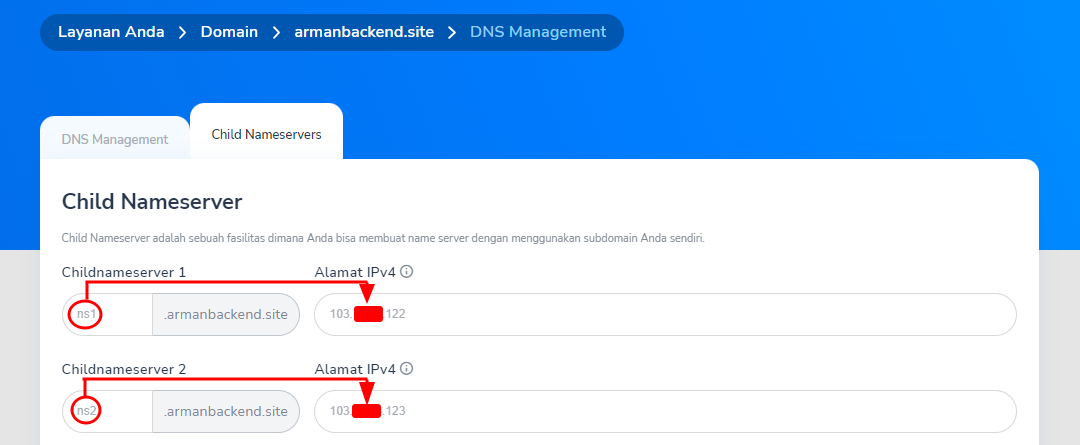 Layanan Anda > Domain > armanbackend.site > DNS Management
DNS Management
Child Nameservers
Child Nameserver
Child Nameserver adalah sebuah fasilitas dimana Anda bisa membuat name server dengan menggunakan subdomain Anda sendiri.
Childnameserver 1 Alamat IPv4
ns1 .armanbackend.site 103. .122
Childnameserver 2 Alamat IPv4
ns2 .armanbackend.site 103. .123